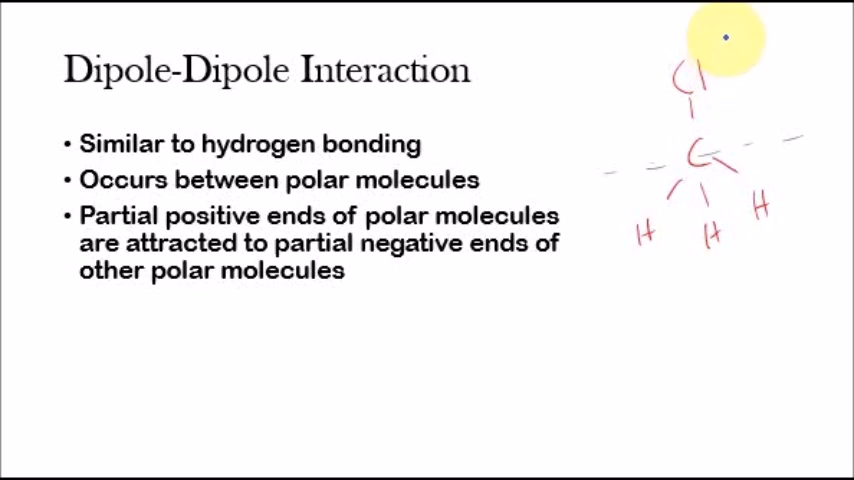 Dipole-Dipole Interaction
• Similar to hydrogen bonding
• Occurs between polar molecules
• Partial positive ends of polar molecules
are attracted to partial negative ends of
other polar molecules
Cl
C
H H H